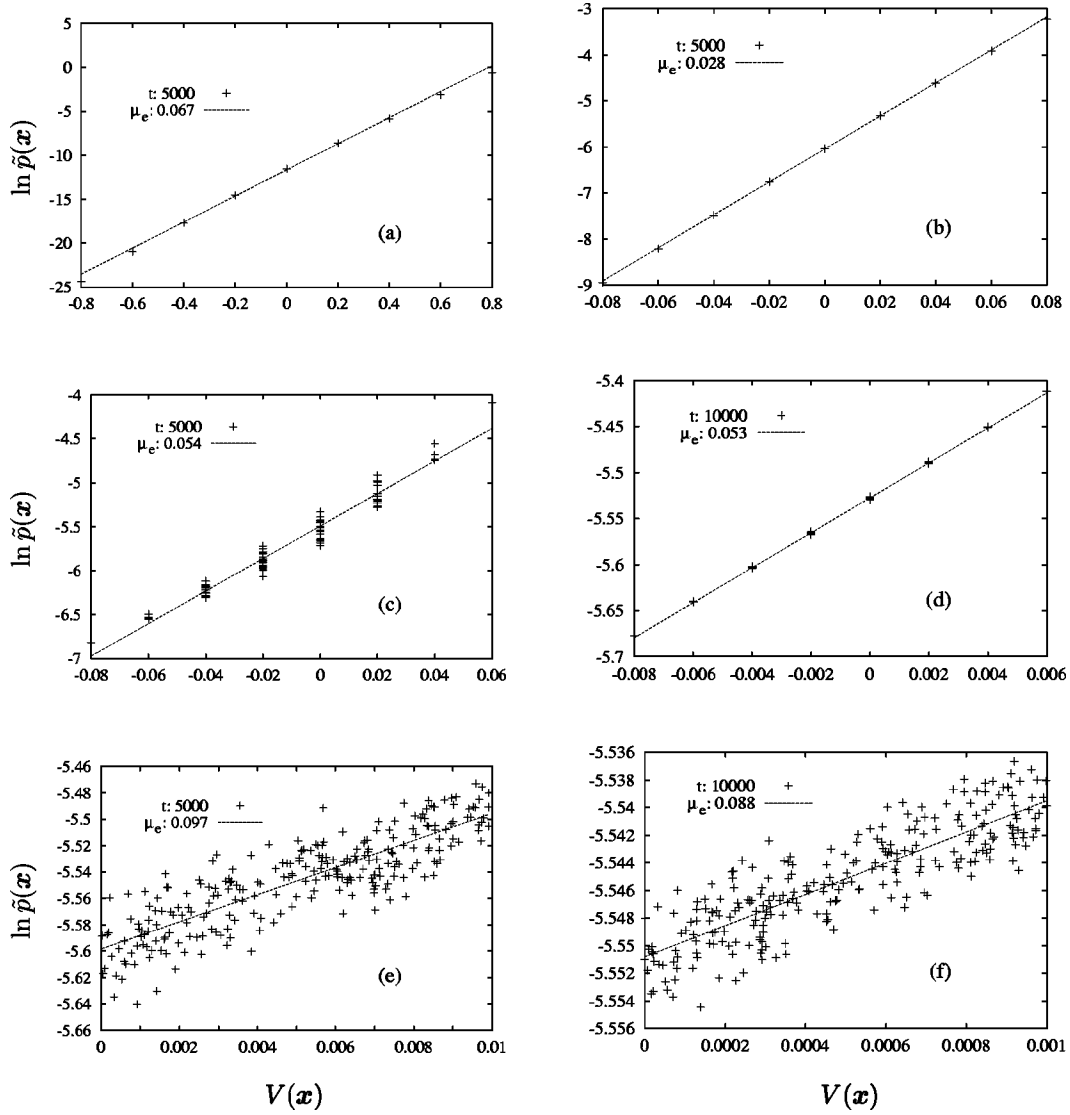 5
0
-5
-10
-15
-20
-25
-0.8 -0.6 -0.4 -0.2 0 0.2 0.4 0.6 0.8
ln p̃(x)
t: 5000
μe: 0.067
(a)
-3
-4
-5
-6
-7
-8
-9
-0.08 -0.06 -0.04 -0.02 0 0.02 0.04 0.06 0.08
t: 5000
μe: 0.028
(b)
-4
-4.5
-5
-5.5
-6
-6.5
-7
-0.08 -0.06 -0.04 -0.02 0 0.02 0.04 0.06
ln p̃(x)
t: 5000
μe: 0.054
(c)
-5.4
-5.45
-5.5
-5.55
-5.6
-5.65
-5.7
-0.008 -0.006 -0.004 -0.002 0 0.002 0.004 0.006
t: 10000
μe: 0.053
(d)
-5.46
-5.48
-5.5
-5.52
-5.54
-5.56
-5.58
-5.6
-5.62
-5.64
-5.66
0 0.002 0.004 0.006 0.008 0.01
ln p̃(x)
t: 5000
μe: 0.097
(e)
V(x)
-5.536
-5.538
-5.540
-5.542
-5.544
-5.546
-5.548
-5.550
-5.552
-5.554
-5.556
0 0.0002 0.0004 0.0006 0.0008 0.001
t: 10000
μe: 0.088
(f)
V(x)